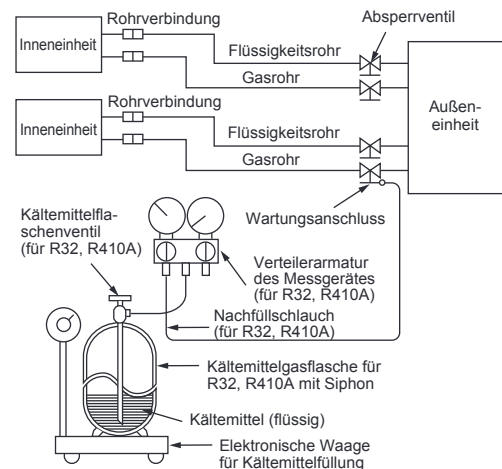 Rohrverbindung
Absperrventil
Inneneinheit
Flüssigkeitsrohr
Gasrohr
Rohrverbindung
Inneneinheit
Flüssigkeitsrohr
Gasrohr
Außen-
einheit
Wartungsanschluss
Kältemittelfla-
schenventil
(für R32, R410A)
Verteilerarmatur
des Messgerätes
(für R32, R410A)
Nachfüllschlauch
(für R32, R410A)
Kältemittelgasflasche für
R32, R410A mit Siphon
Kältemittel (flüssig)
Elektronische Waage
für Kältemittelfüllung